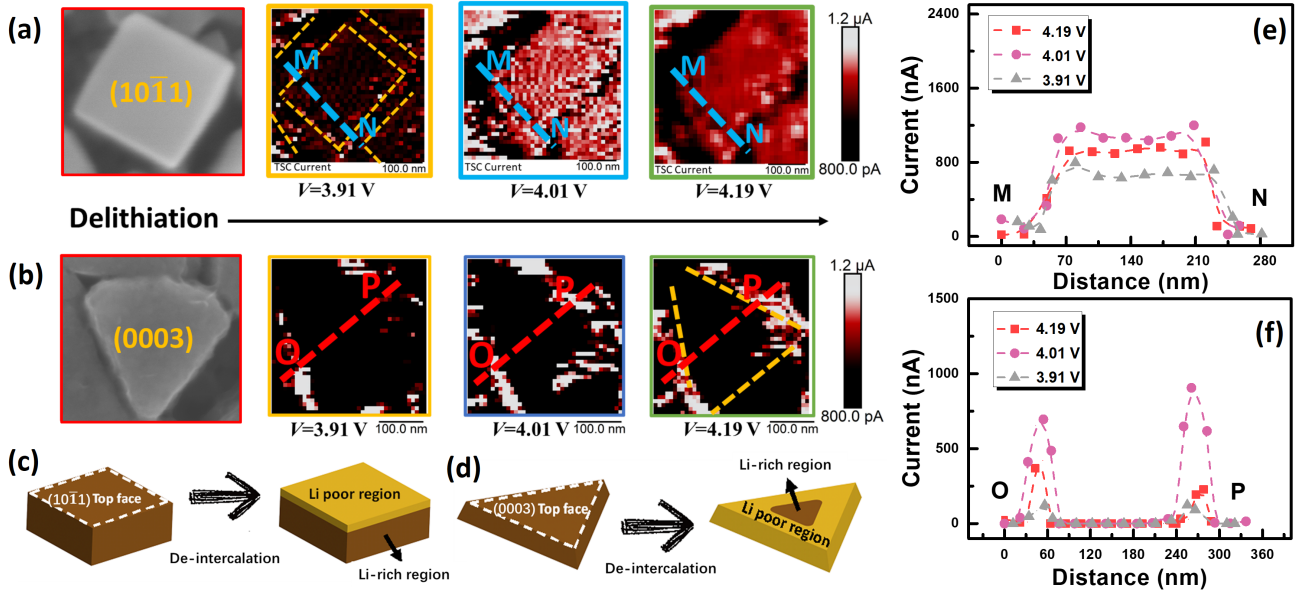 (a)
(101̅1)
M
N
TSC Current
100.0 nm
V=3.91 V
M
N
TSC Current
100.0 nm
V=4.01 V
M
N
TSC Current
100.0 nm
V=4.19 V
1.2 μA
800.0 pA
Delithiation
(b)
(0003)
O
P
V=3.91 V
100.0 nm
O
P
V=4.01 V
100.0 nm
O
P
V=4.19 V
100.0 nm
1.2 μA
800.0 pA
(c)
(101̅1) Top face
De-intercalation
Li poor region
Li-rich region
(d)
(0003) Top face
De-intercalation
Li-rich region
Li poor region
(e)
4.19 V
4.01 V
3.91 V
Current (nA)
2400
1600
800
0
M
N
0
70
140
210
280
Distance (nm)
(f)
4.19 V
4.01 V
3.91 V
Current (nA)
1500
1000
500
0
O
P
0
60
120
180
240
300
360
Distance (nm)